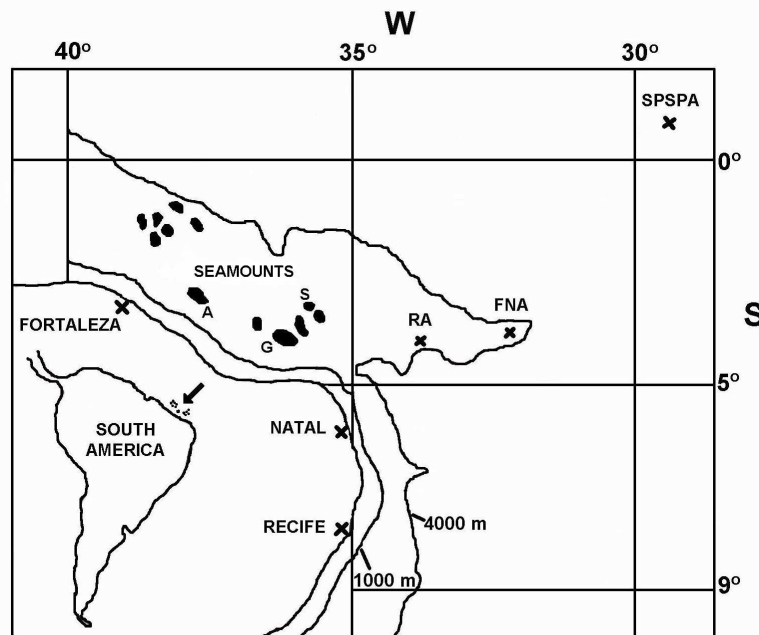 W
40° 35° 30°
SPSPA
0°
SEAMOUNTS
S
A
FNA
S
RA
FORTALEZA
G
5°
SOUTH
AMERICA
NATAL
RECIFE
4000 m
1000 m
9°